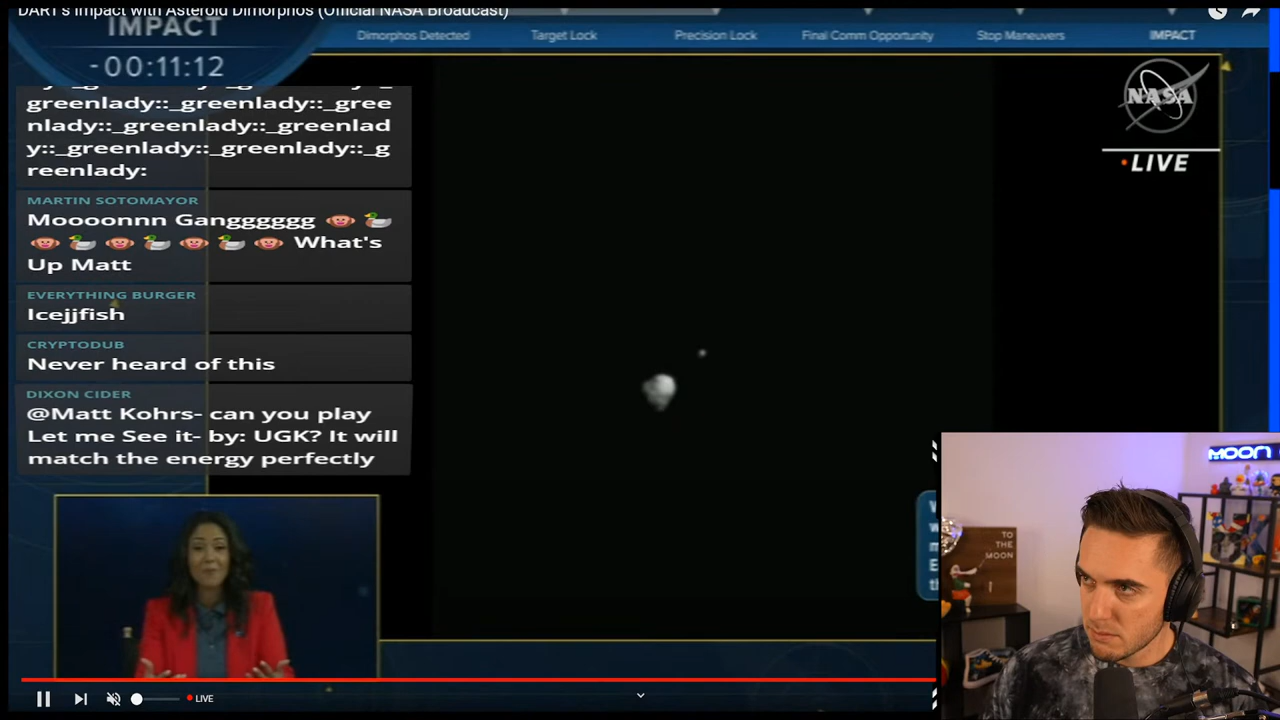 DART's Impact with Asteroid Dimorphos (Official NASA Broadcast)
IMPACT
-00:11:12
Dimorphos Detected
Target Lock
Precision Lock
Final Comm Opportunity
Stop Maneuvers
IMPACT
NASA
LIVE
greenlady::_greenlady::_gree
nlady::_greenlady::_greenlad
y::_greenlady::_greenlady::_g
reenlady:
MARTIN SOTOMAYOR
Moooonnn Gangggggg 🐵 🦆
🐵 🦆 🐵 🦆 🐵 🦆 🐵 What's
Up Matt
EVERYTHING BURGER
Icejjfish
CRYPTODUB
Never heard of this
DIXON CIDER
@Matt Kohrs- can you play
Let me See it- by: UGK? It will
match the energy perfectly
MOON
TO
THE
MOON
LIVE